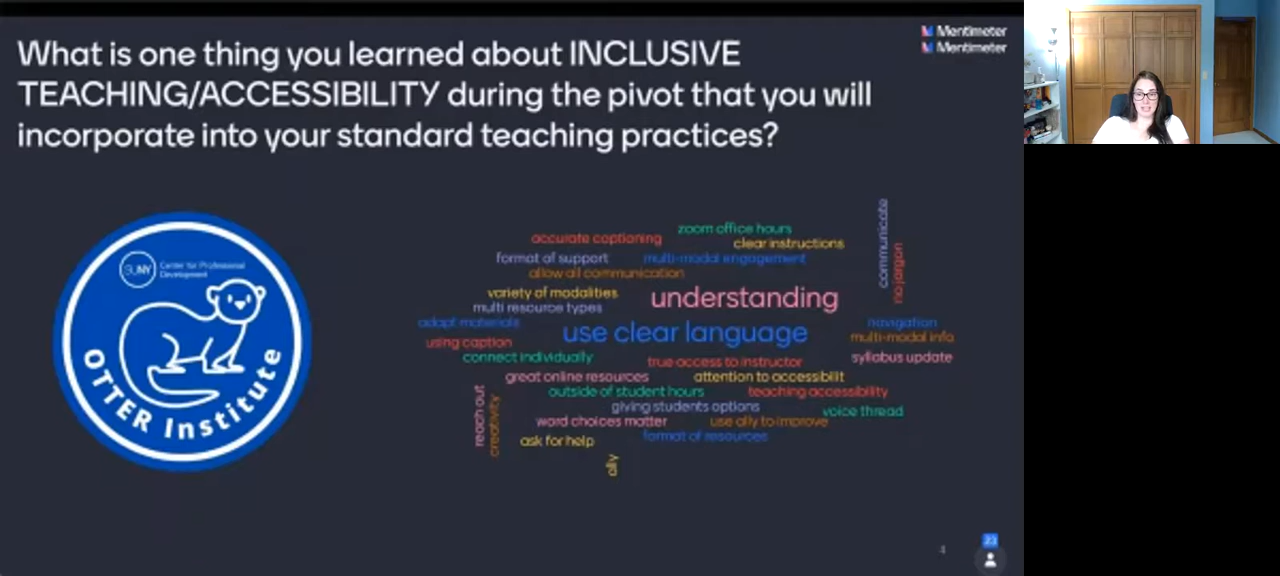 Mentimeter
Mentimeter
What is one thing you learned about INCLUSIVE
TEACHING/ACCESSIBILITY during the pivot that you will
incorporate into your standard teaching practices?
SUNY Center for Professional
Development
OTTER Institute
zoom office hours
accurate captioning
clear instructions
communicate
no jargon
format of support
multi-modal engagement
allow all communication
variety of modalities
understanding
multi resource types
adapt materials
use clear language
navigation
using caption
multi-modal info
connect individually
true access to instructor
syllabus update
great online resources
attention to accessibilit
outside of student hours
teaching accessibility
reach out
creativity
giving students options
voice thread
word choices matter
use ally to improve
ask for help
format of resources
ally
23